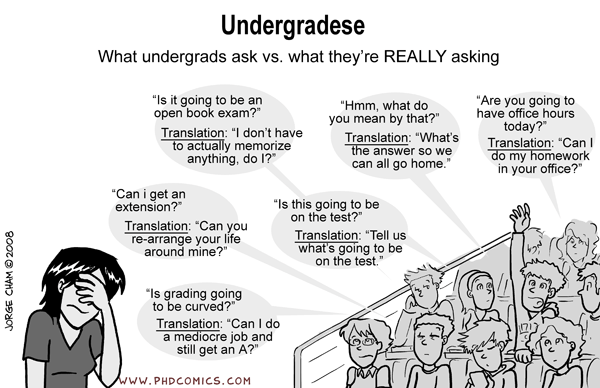 Undergradese
What undergrads ask vs. what they're REALLY asking
"Is it going to be an
open book exam?"
Translation: "I don't have
to actually memorize
anything, do I?"
"Hmm, what do
you mean by that?"
Translation: "What's
the answer so we
can all go home."
"Are you going to
have office hours
today?"
Translation: "Can I
do my homework
in your office?"
"Can i get an
extension?"
Translation: "Can you
re-arrange your life
around mine?"
"Is this going to be
on the test?"
Translation: "Tell us
what's going to be
on the test."
"Is grading going
to be curved?"
Translation: "Can I do
a mediocre job and
still get an A?"
JORGE CHAM © 2008
WWW.PHDCOMICS.COM